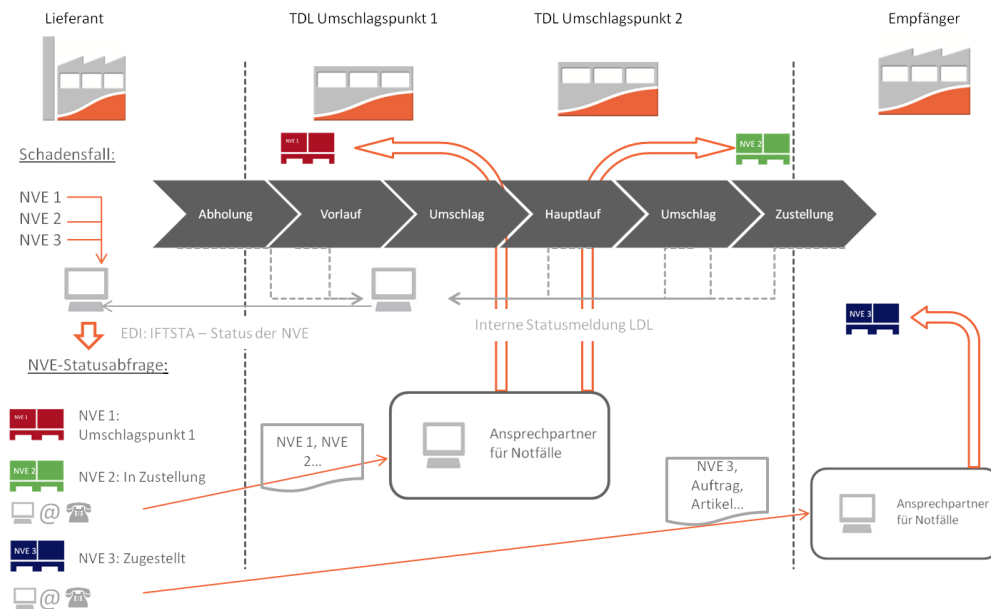 Lieferant
TDL Umschlagspunkt 1
TDL Umschlagspunkt 2
Empfänger
Schadensfall:
NVE 1
NVE 2
NVE 3
NVE 1
NVE 2
Abholung
Vorlauf
Umschlag
Hauptlauf
Umschlag
Zustellung
EDI: IFTSTA – Status der NVE
Interne Statusmeldung LDL
NVE 3
NVE-Statusabfrage:
NVE 1
NVE 1:
Umschlagspunkt 1
NVE 2
NVE 2: In Zustellung
@
NVE 3
NVE 3: Zugestellt
@
NVE 1, NVE
2...
Ansprechpartner
für Notfälle
NVE 3,
Auftrag,
Artikel...
Ansprechpartner
für Notfälle